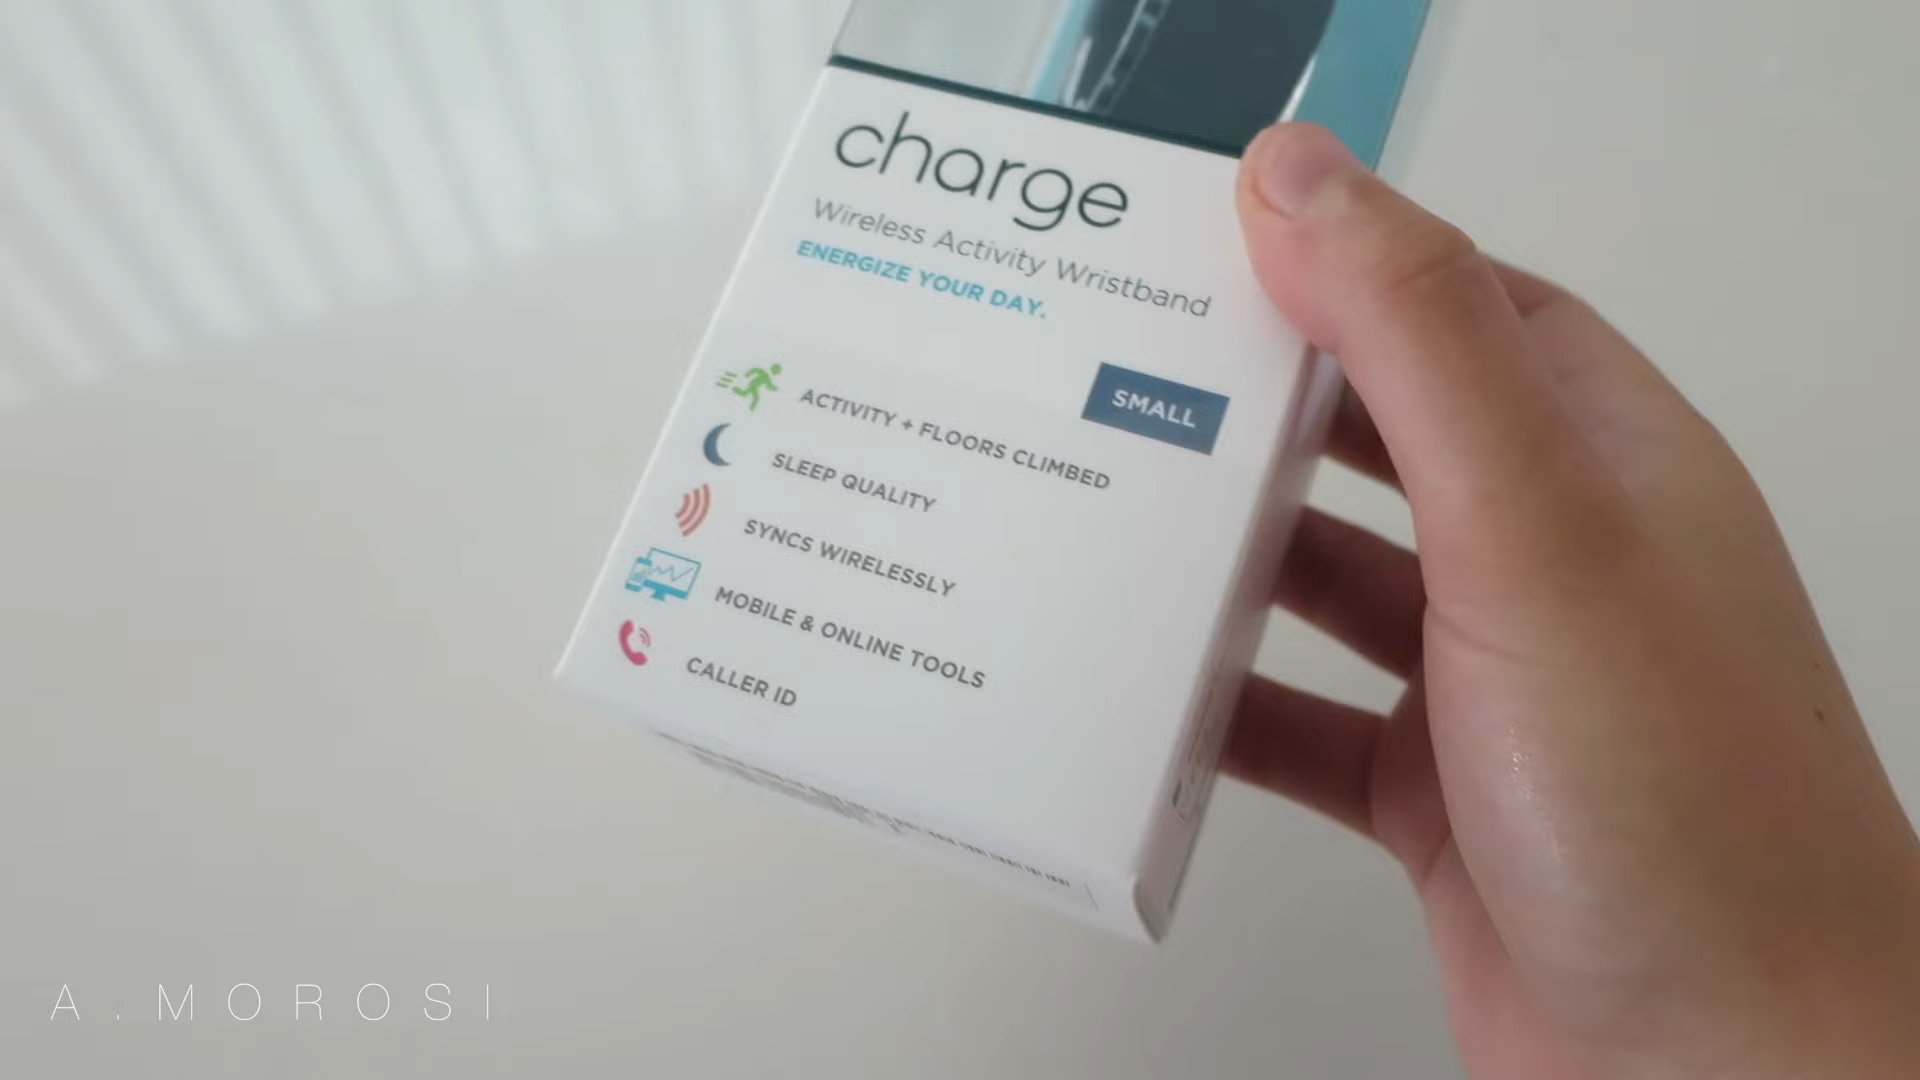 charge
Wireless Activity Wristband
ENERGIZE YOUR DAY.
SMALL
ACTIVITY + FLOORS CLIMBED
SLEEP QUALITY
SYNCS WIRELESSLY
MOBILE & ONLINE TOOLS
CALLER ID
A.MOROSI